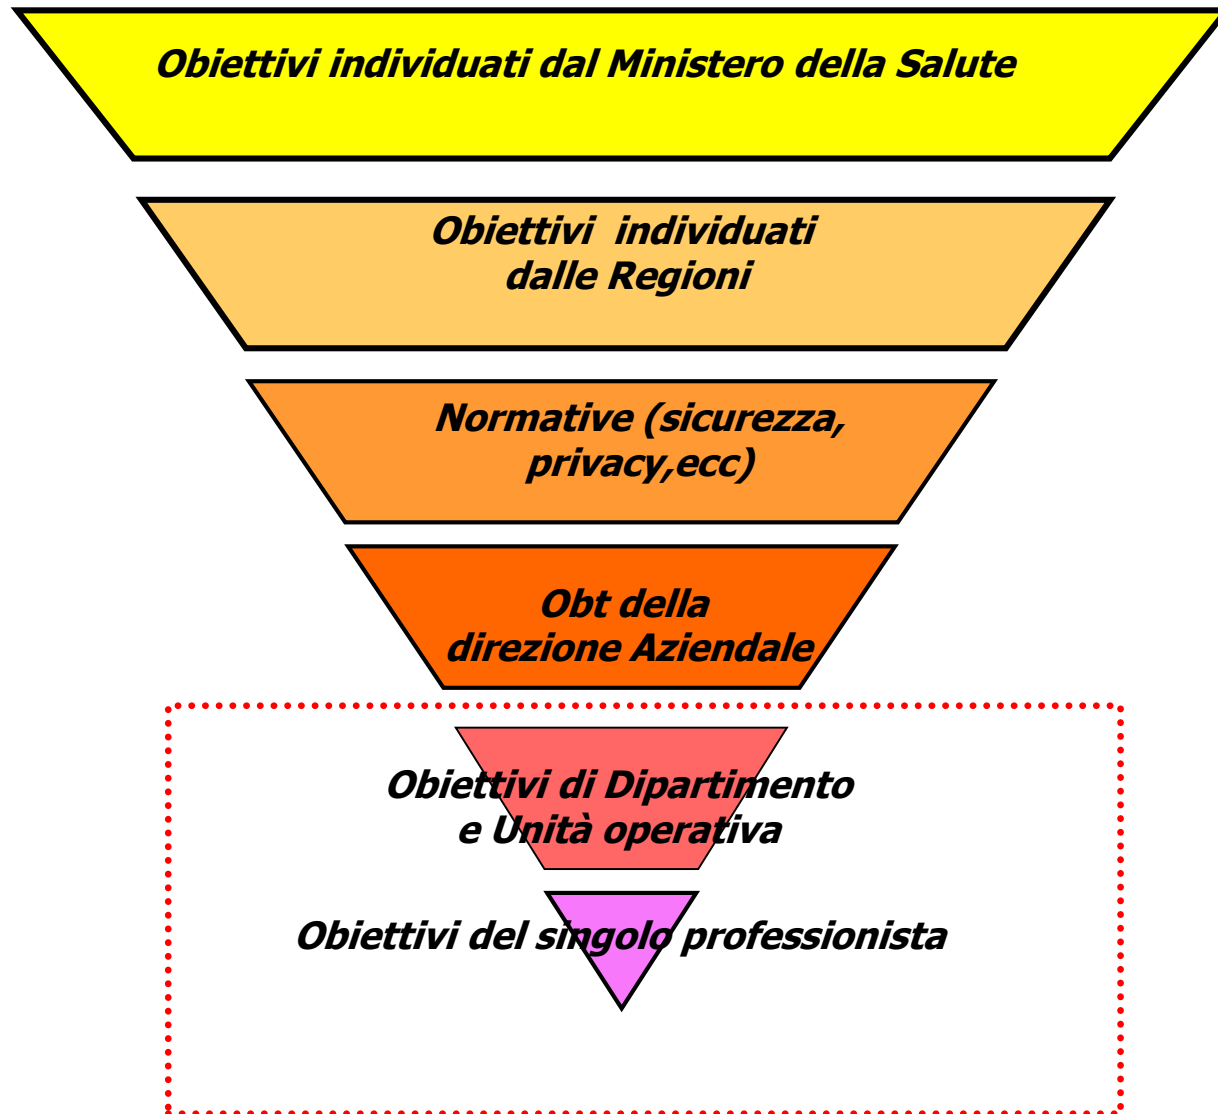 Obiettivi individuati dal Ministero della Salute
Obiettivi individuati
dalle Regioni
Normative (sicurezza,
privacy,ecc)
Obt della
direzione Aziendale
Obiettivi di Dipartimento
e Unità operativa
Obiettivi del singolo professionista